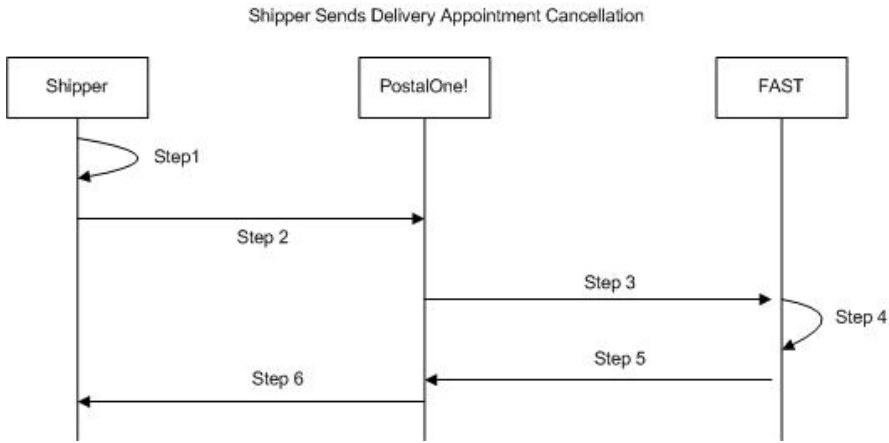 Shipper Sends Delivery Appointment Cancellation
Shipper
PostalOne!
FAST
Step1
Step 2
Step 3
Step 4
Step 5
Step 6